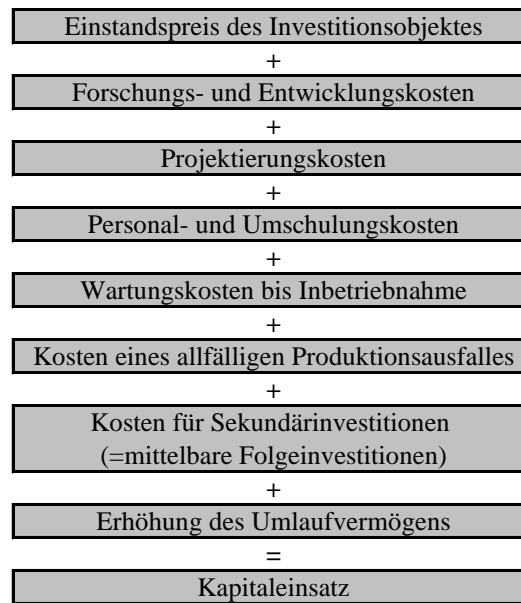 Einstandspreis des Investitionsobjektes
+
Forschungs- und Entwicklungskosten
+
Projektierungskosten
+
Personal- und Umschulungskosten
+
Wartungskosten bis Inbetriebnahme
+
Kosten eines allfälligen Produktionsausfalles
+
Kosten für Sekundärinvestitionen
(=mittelbare Folgeinvestitionen)
+
Erhöhung des Umlaufvermögens
=
Kapitaleinsatz